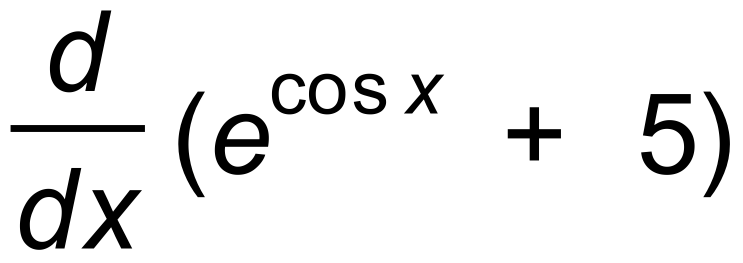 d/dx (e^cos x + 5)